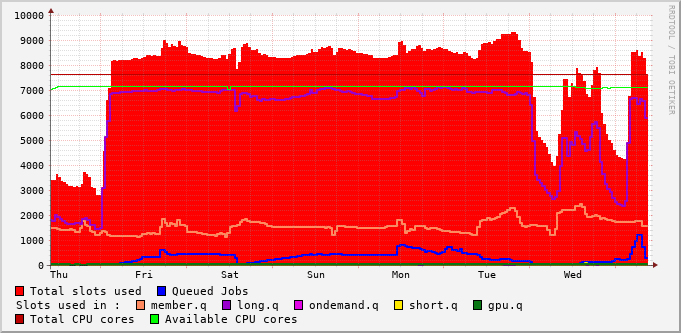 10000
9000
8000
7000
6000
5000
4000
3000
2000
1000
0
Thu Fri Sat Sun Mon Tue Wed
RRDTOOL / TOBI OETIKER
Total slots used Queued Jobs
Slots used in : member.q long.q ondemand.q short.q gpu.q
Total CPU cores Available CPU cores